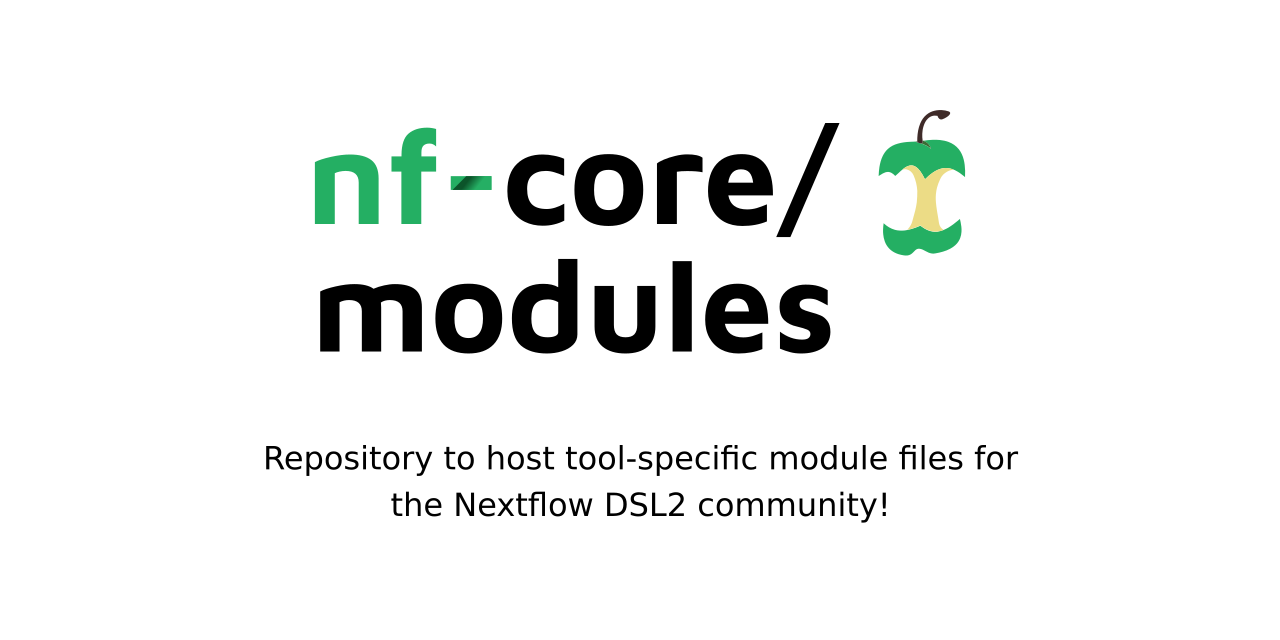 nf-core/
modules
Repository to host tool-specific module files for
the Nextflow DSL2 community!